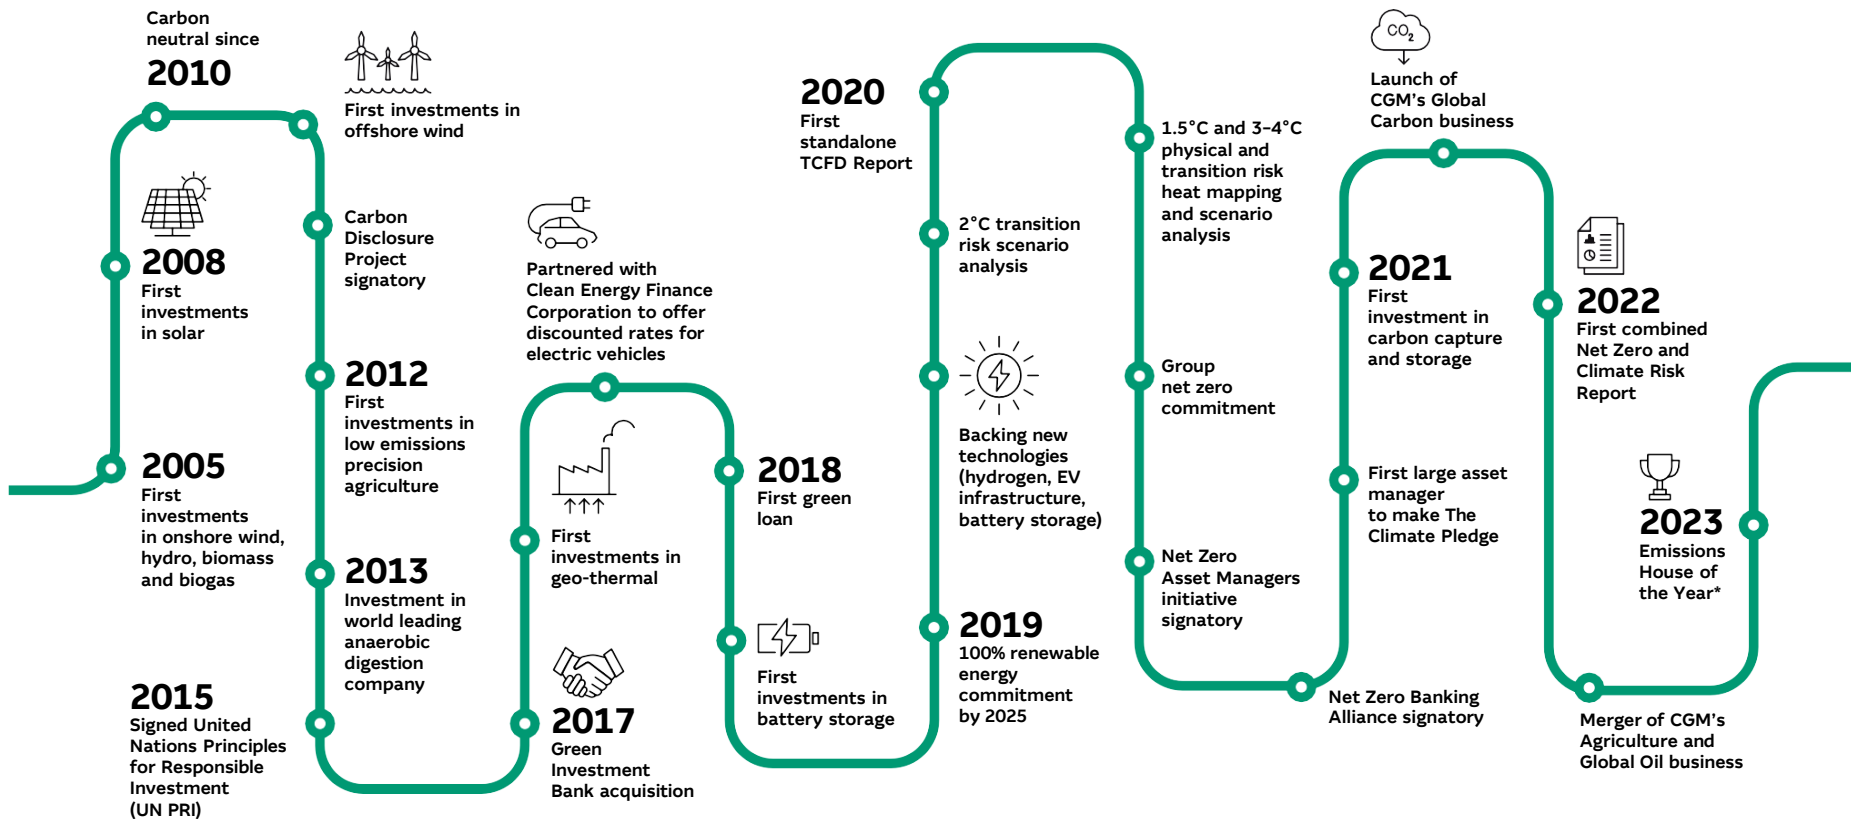 2005
First
investments
in onshore wind,
hydro, biomass
and biogas
2008
First
investments
in solar
Carbon
neutral since
2010
First investments in
offshore wind
Carbon
Disclosure
Project
signatory
2012
First
investments in
low emissions
precision
agriculture
2013
Investment in
world leading
anaerobic
digestion
company
2015
Signed United
Nations Principles
for Responsible
Investment
(UN PRI)
2017
Green
Investment
Bank acquisition
First
investments in
geo-thermal
Partnered with
Clean Energy Finance
Corporation to offer
discounted rates for
electric vehicles
2018
First green
loan
First
investments in
battery storage
2019
100% renewable
energy
commitment
by 2025
Backing new
technologies
(hydrogen, EV
infrastructure,
battery storage)
2°C transition
risk scenario
analysis
2020
First
standalone
TCFD Report
1.5°C and 3–4°C
physical and
transition risk
heat mapping
and scenario
analysis
Group
net zero
commitment
Net Zero
Asset Managers
initiative
signatory
Net Zero Banking
Alliance signatory
First large asset
manager
to make The
Climate Pledge
2021
First
investment in
carbon capture
and storage
CO2
Launch of
CGM's Global
Carbon business
2022
First combined
Net Zero and
Climate Risk
Report
Merger of CGM's
Agriculture and
Global Oil business
2023
Emissions
House of
the Year*